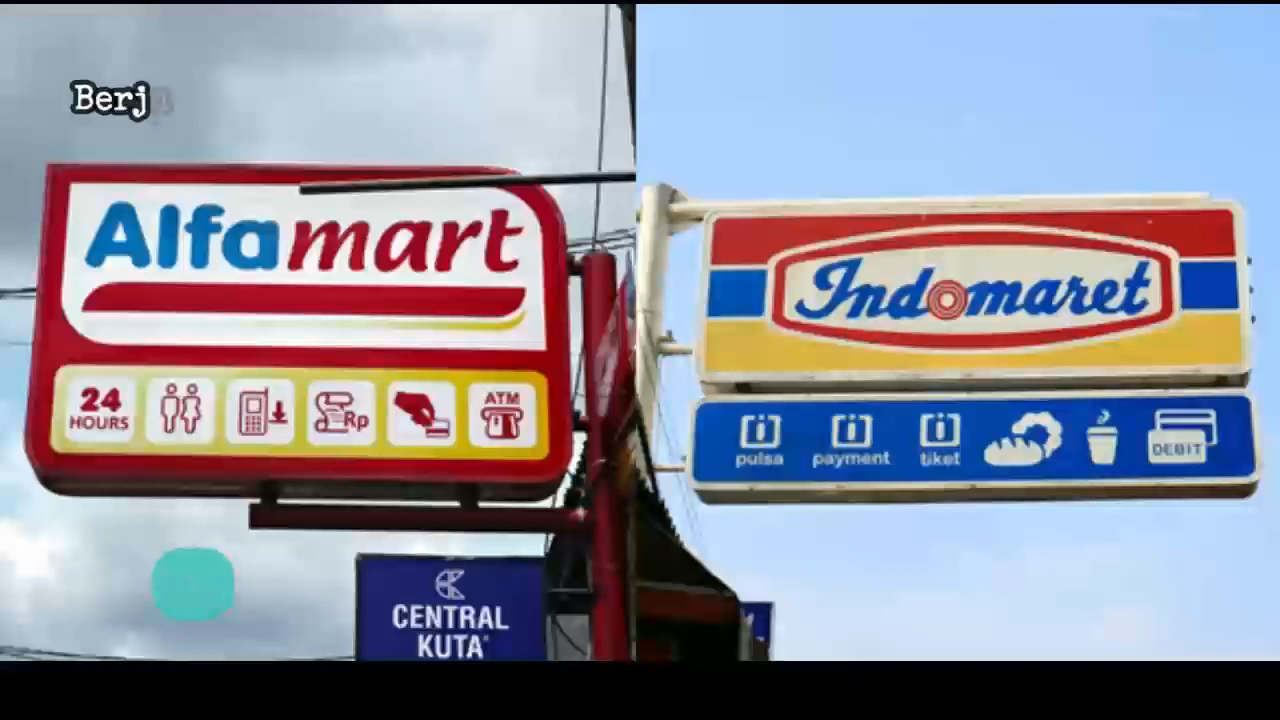 Berj
Alfamart
24
HOURS
Rp
ATM
CENTRAL
KUTA
Indomaret
pulsa
payment
tiket
DEBIT